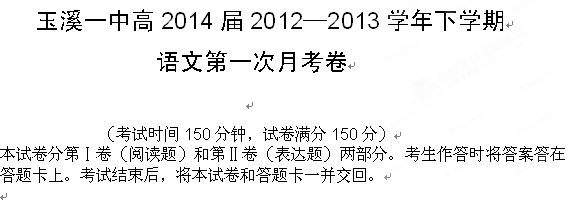 玉溪一中高 2014 届 2012—2013 学年下学期
语文第一次月考卷
（考试时间 150 分钟，试卷满分 150 分）
本试卷分第Ⅰ卷（阅读题）和第Ⅱ卷（表达题）两部分。考生作答时将答案答在
答题卡上。考试结束后，将本试卷和答题卡一并交回。